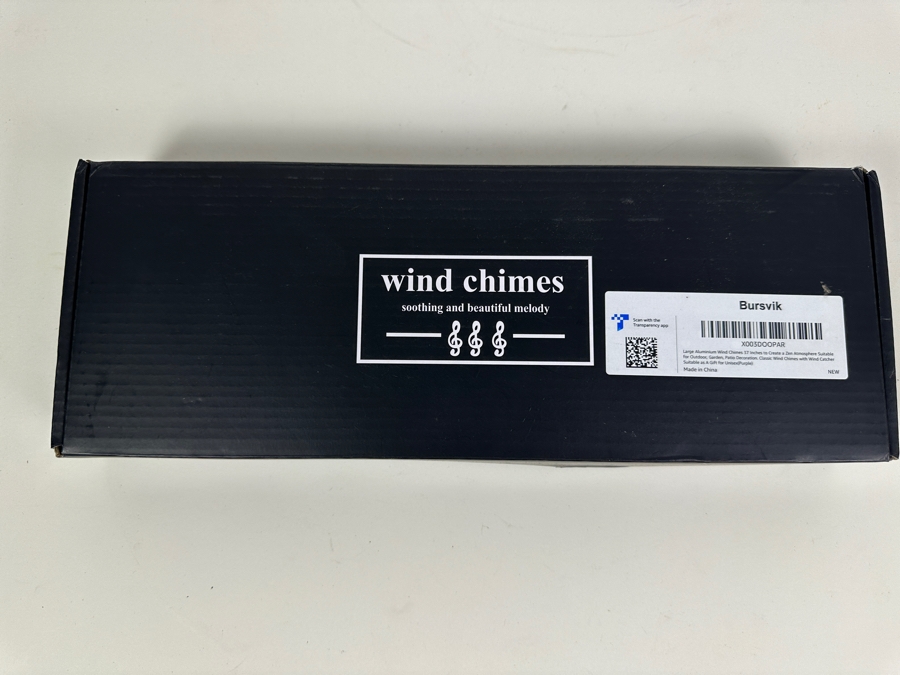 wind chimes
soothing and beautiful melody
Bursvik
Scan with the
Transparency app
X003DOOPAR
Large Aluminium Wind Chimes 37 Inches to Create a Zen Atmosphere Suitable
For Outdoor, Garden, Patio Decoration. Classic Wind Chimes with Wind Catcher
Suitable as A Gift for Unisex(Purple)
Made in China
NEW